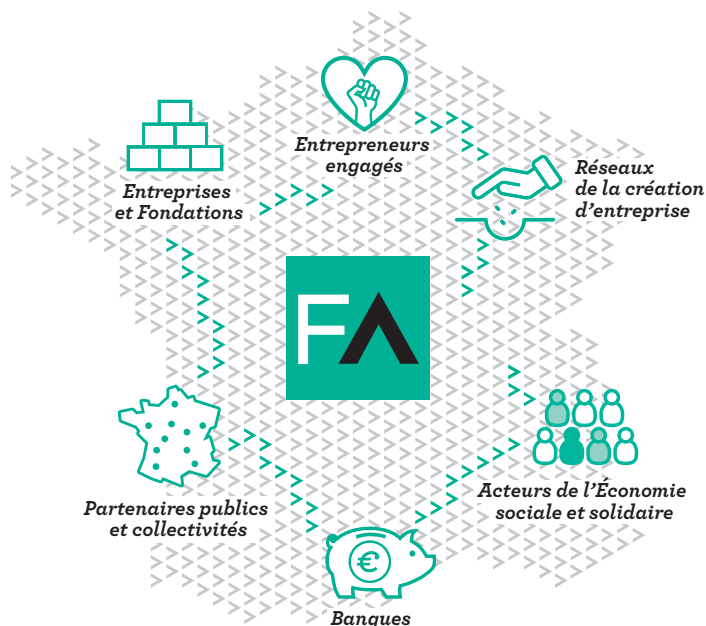 Entrepreneurs
engagés
Entreprises
et Fondations
Réseaux
de la création
d'entreprise
FA
€
Acteurs de l'Économie
sociale et solidaire
Partenaires publics
et collectivités
Banques